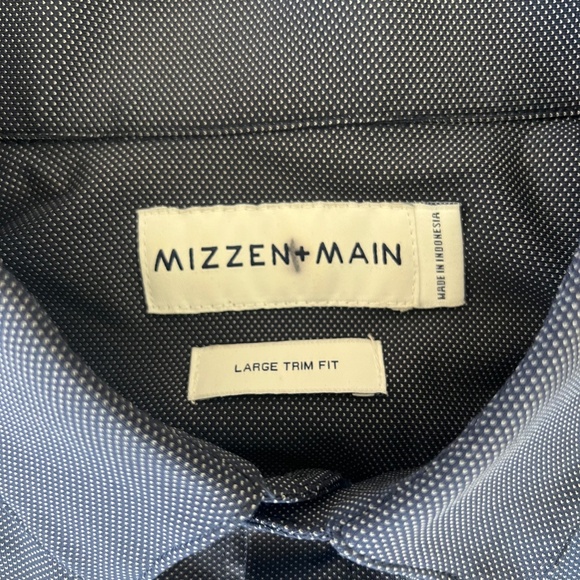 MIZZEN+MAIN
MADE IN INDONESIA
LARGE TRIM FIT